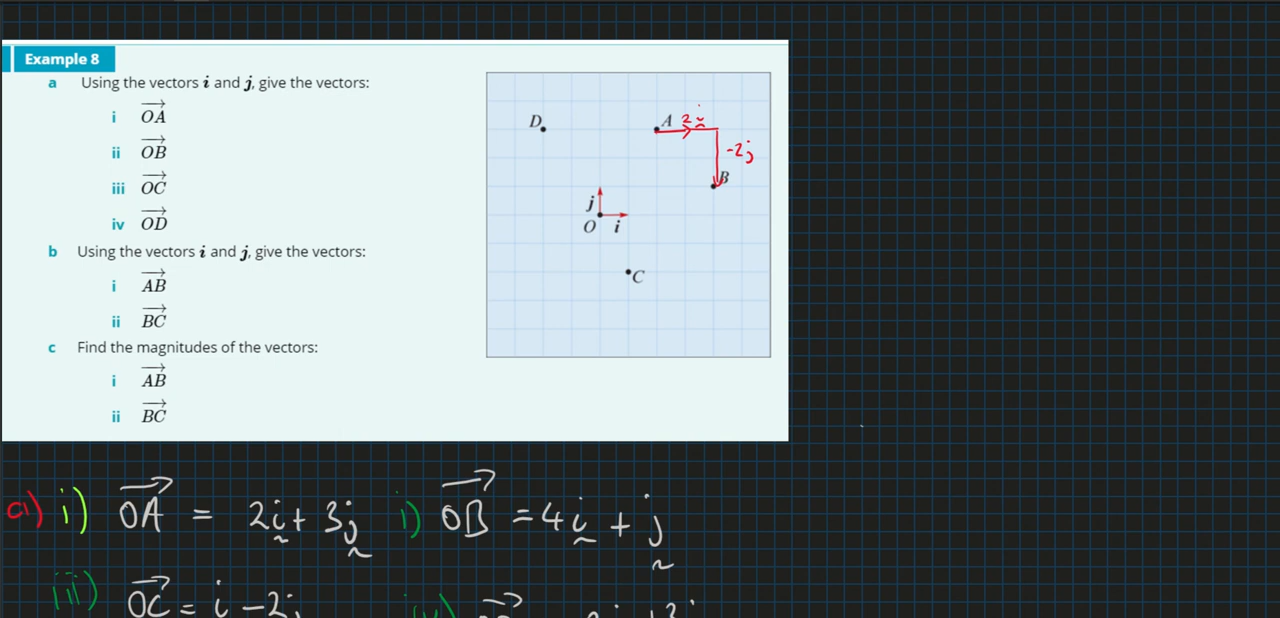 Example 8
a Using the vectors i and j, give the vectors:
i OA
ii OB
iii OC
iv OD
b Using the vectors i and j, give the vectors:
i AB
ii BC
c Find the magnitudes of the vectors:
i AB
ii BC
D A 2i
-2j
B
j
O i
C
a) i) OA = 2i + 3j i) OB = 4i + j
iii) OC = i - 2j iv)